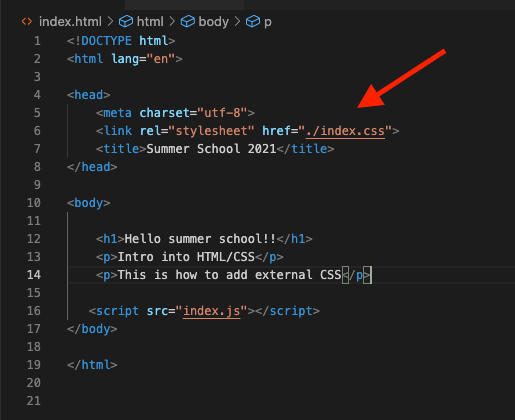 index.html > html > body > p
1 <!DOCTYPE html>
2 <html lang="en">
3
4 <head>
5     <meta charset="utf-8">
6     <link rel="stylesheet" href="./index.css">
7     <title>Summer School 2021</title>
8 </head>
9
10 <body>
11
12     <h1>Hello summer school!!</h1>
13     <p>Intro into HTML/CSS</p>
14     <p>This is how to add external CSS</p>
15
16    <script src="index.js"></script>
17 </body>
18
19 </html>
20
21